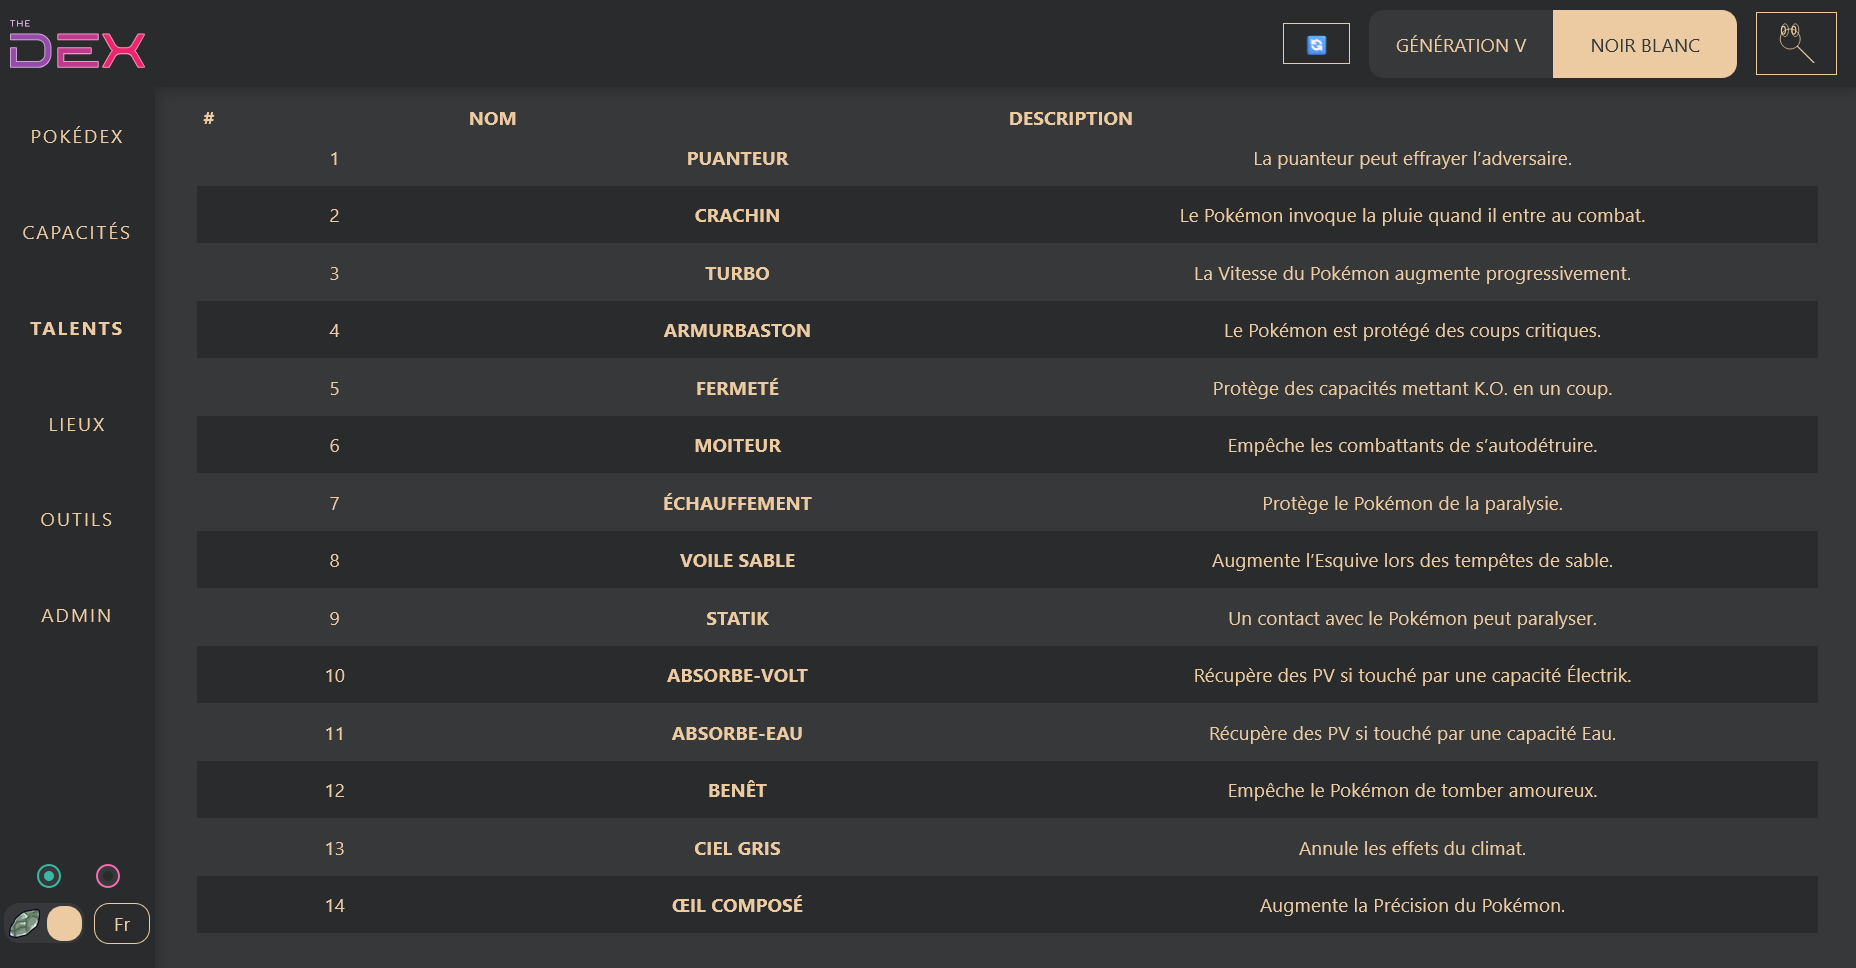 THE
DEX
GÉNÉRATION V
NOIR BLANC
POKÉDEX
CAPACITÉS
TALENTS
LIEUX
OUTILS
ADMIN
Fr
# NOM DESCRIPTION
1 PUANTEUR La puanteur peut effrayer l’adversaire.
2 CRACHIN Le Pokémon invoque la pluie quand il entre au combat.
3 TURBO La Vitesse du Pokémon augmente progressivement.
4 ARMURBASTON Le Pokémon est protégé des coups critiques.
5 FERMETÉ Protège des capacités mettant K.O. en un coup.
6 MOITEUR Empêche les combattants de s’autodétruire.
7 ÉCHAUFFEMENT Protège le Pokémon de la paralysie.
8 VOILE SABLE Augmente l’Esquive lors des tempêtes de sable.
9 STATIK Un contact avec le Pokémon peut paralyser.
10 ABSORBE-VOLT Récupère des PV si touché par une capacité Électrik.
11 ABSORBE-EAU Récupère des PV si touché par une capacité Eau.
12 BENÊT Empêche le Pokémon de tomber amoureux.
13 CIEL GRIS Annule les effets du climat.
14 ŒIL COMPOSÉ Augmente la Précision du Pokémon.